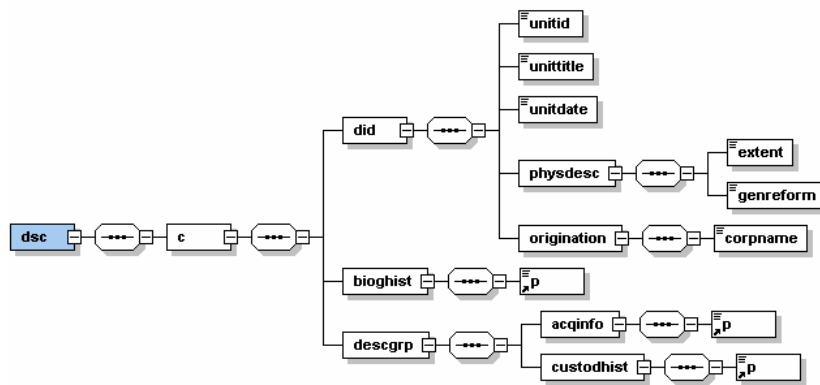 unitid
unittitle
unitdate
did
physdesc
extent
genreform
dsc
c
origination
corpname
bioghist
p
descgrp
acqinfo
p
custodhist
p